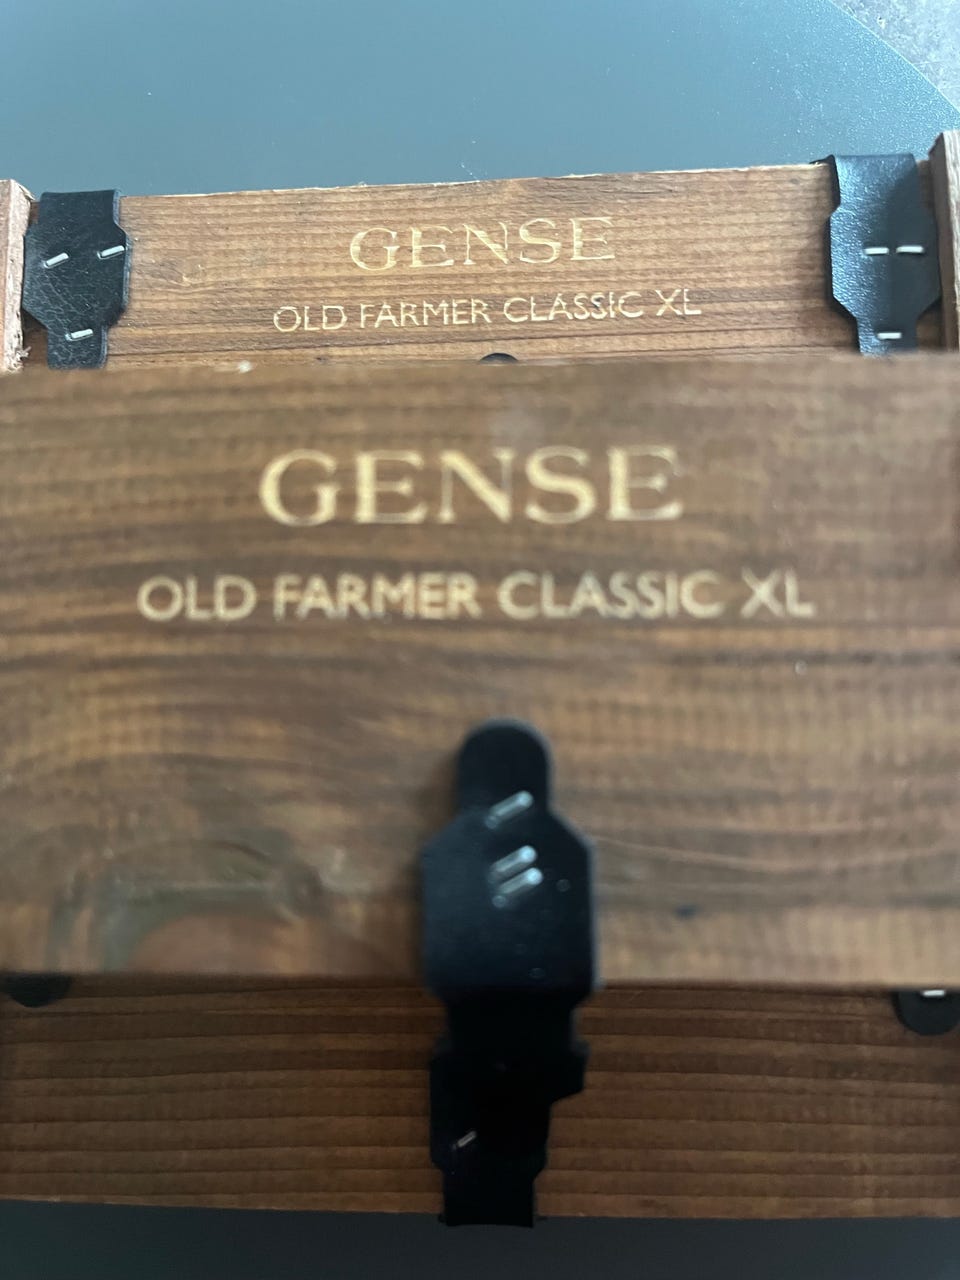 GENSE
OLD FARMER CLASSIC XL
GENSE
OLD FARMER CLASSIC XL